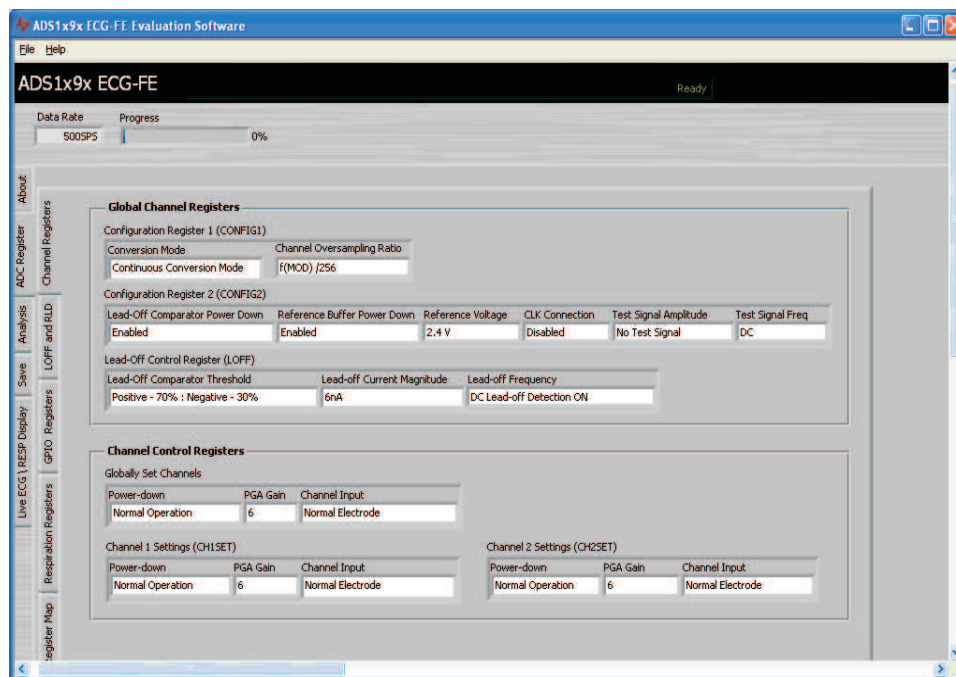 ADS1x9x ECG-FE Evaluation Software
File Help
ADS1x9x ECG-FE
Ready
Data Rate Progress
500SPS 0%
About
ADC Register
Analysis
Save
Live ECG \ RESP Display
Channel Registers
LOFF and RLD
GPIO Registers
Respiration Registers
Register Map
Global Channel Registers
Configuration Register 1 (CONFIG1)
Conversion Mode Channel Oversampling Ratio
Continuous Conversion Mode f(MOD) /256
Configuration Register 2 (CONFIG2)
Lead-Off Comparator Power Down Reference Buffer Power Down Reference Voltage CLK Connection Test Signal Amplitude Test Signal Freq
Enabled Enabled 2.4 V Disabled No Test Signal DC
Lead-Off Control Register (LOFF)
Lead-Off Comparator Threshold Lead-off Current Magnitude Lead-off Frequency
Positive - 70% : Negative - 30% 6nA DC Lead-off Detection ON
Channel Control Registers
Globally Set Channels
Power-down PGA Gain Channel Input
Normal Operation 6 Normal Electrode
Channel 1 Settings (CH1SET) Channel 2 Settings (CH2SET)
Power-down PGA Gain Channel Input Power-down PGA Gain Channel Input
Normal Operation 6 Normal Electrode Normal Operation 6 Normal Electrode